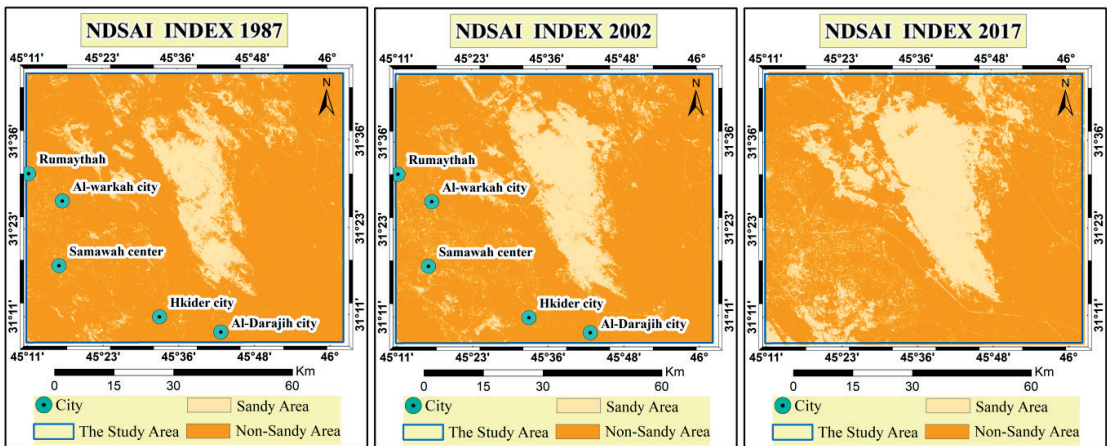 NDSAI INDEX 1987
45°11' 45°23' 45°36' 45°48' 46°
N
31°36'
31°36'
Rumaythah
Al-warkah city
31°23'
31°23'
Samawah center
Hkider city
31°11'
31°11'
Al-Darajih city
45°11' 45°23' 45°36' 45°48' 46°
Km
0 15 30 60
City Sandy Area
The Study Area Non-Sandy Area
NDSAI INDEX 2002
45°11' 45°23' 45°36' 45°48' 46°
N
31°36'
31°36'
Rumaythah
Al-warkah city
31°23'
31°23'
Samawah center
Hkider city
31°11'
31°11'
Al-Darajih city
45°11' 45°23' 45°36' 45°48' 46°
Km
0 15 30 60
City Sandy Area
The Study Area Non-Sandy Area
NDSAI INDEX 2017
45°11' 45°23' 45°36' 45°48' 46°
N
31°36'
31°36'
31°23'
31°23'
31°11'
31°11'
45°11' 45°23' 45°36' 45°48' 46°
Km
0 15 30 60
City Sandy Area
The Study Area Non-Sandy Area